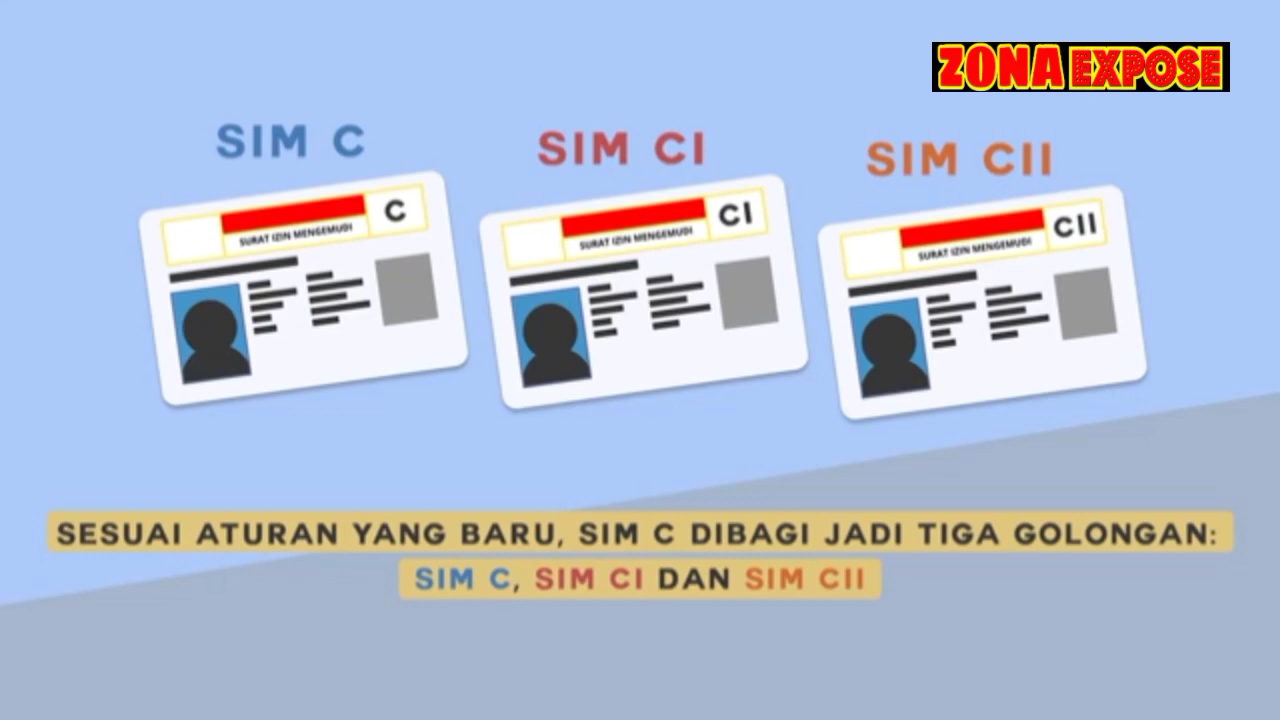 ZONA EXPOSE
SIM C
SIM CI
SIM CII
C
SURAT IZIN MENGEMUDI
CI
SURAT IZIN MENGEMUDI
CII
SURAT IZIN MENGEMUDI
SESUAI ATURAN YANG BARU, SIM C DIBAGI JADI TIGA GOLONGAN:
SIM C, SIM CI DAN SIM CII